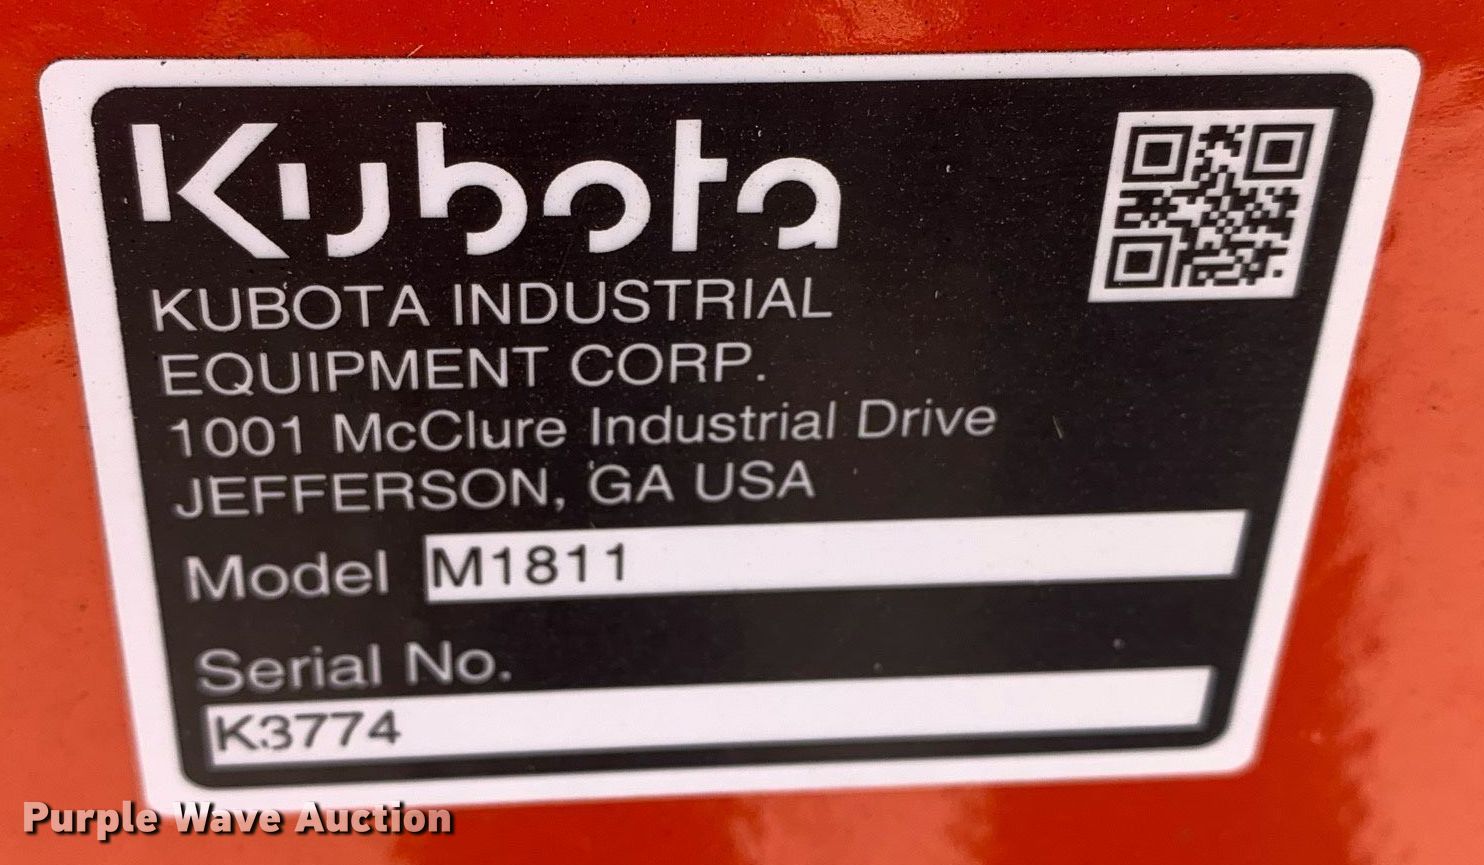 Kubota
KUBOTA INDUSTRIAL
EQUIPMENT CORP.
1001 McClure Industrial Drive
JEFFERSON, GA USA
Model M1811
Serial No.
K3774
Purple Wave Auction